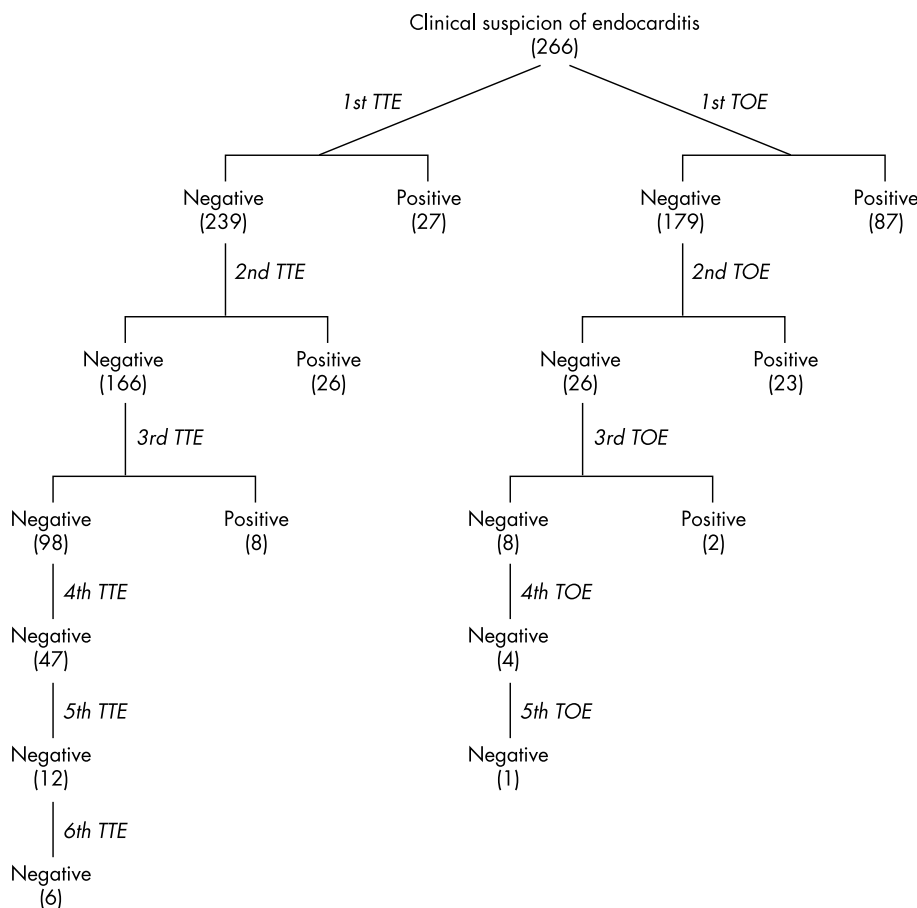 Clinical suspicion of endocarditis
(266)
1st TTE
1st TOE
Negative
(239)
Positive
(27)
Negative
(179)
Positive
(87)
2nd TTE
2nd TOE
Negative
(166)
Positive
(26)
Negative
(26)
Positive
(23)
3rd TTE
3rd TOE
Negative
(98)
Positive
(8)
Negative
(8)
Positive
(2)
4th TTE
4th TOE
Negative
(47)
Negative
(4)
5th TTE
5th TOE
Negative
(12)
Negative
(1)
6th TTE
Negative
(6)